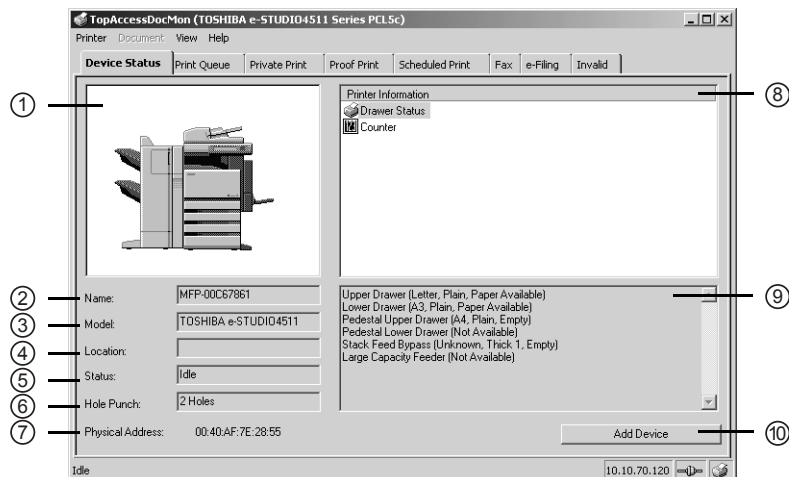 TopAccessDocMon (TOSHIBA e-STUDIO4511 Series PCL5c)
Printer Document View Help
Device Status Print Queue Private Print Proof Print Scheduled Print Fax e-Filing Invalid
1
Printer Information
8
Drawer Status
Counter
2
Name:
MFP-00C67861
3
Model:
TOSHIBA e-STUDIO4511
4
Location:
5
Status:
Idle
6
Hole Punch:
2 Holes
7
Physical Address:
00:40:AF:7E:28:55
Upper Drawer (Letter, Plain, Paper Available)
Lower Drawer (A3, Plain, Paper Available)
Pedestal Upper Drawer (A4, Plain, Empty)
Pedestal Lower Drawer (Not Available)
Stack Feed Bypass (Unknown, Thick 1, Empty)
Large Capacity Feeder (Not Available)
9
Add Device
10
Idle
10.10.70.120